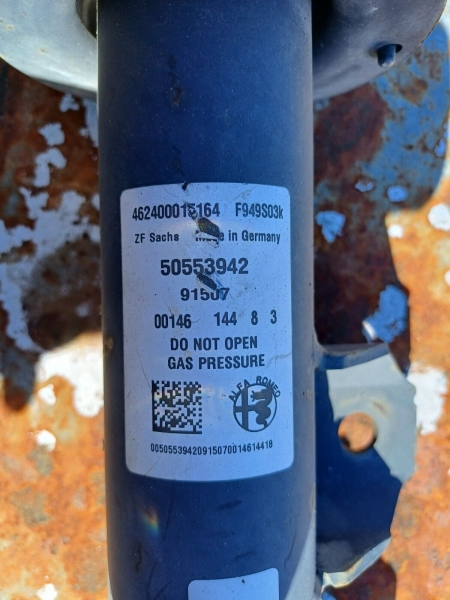 462400015164 F949S03k
ZF Sachs Made in Germany
50553942
91507
00146 144 8 3
DO NOT OPEN
GAS PRESSURE
ALFA ROMEO
00505539420915070014614418